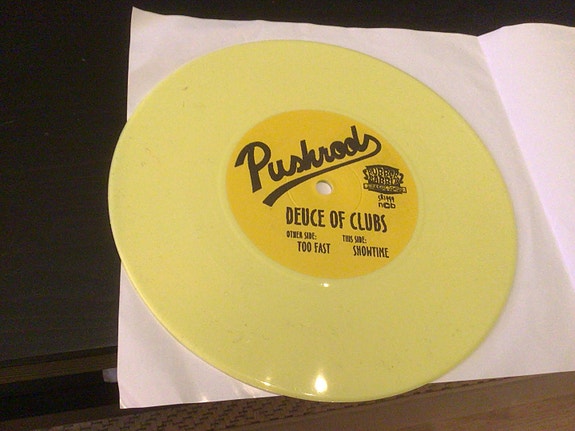 Pushrods
DEUCE OF CLUBS
OTHER SIDE: THIS SIDE:
TOO FAST SHOWTIME